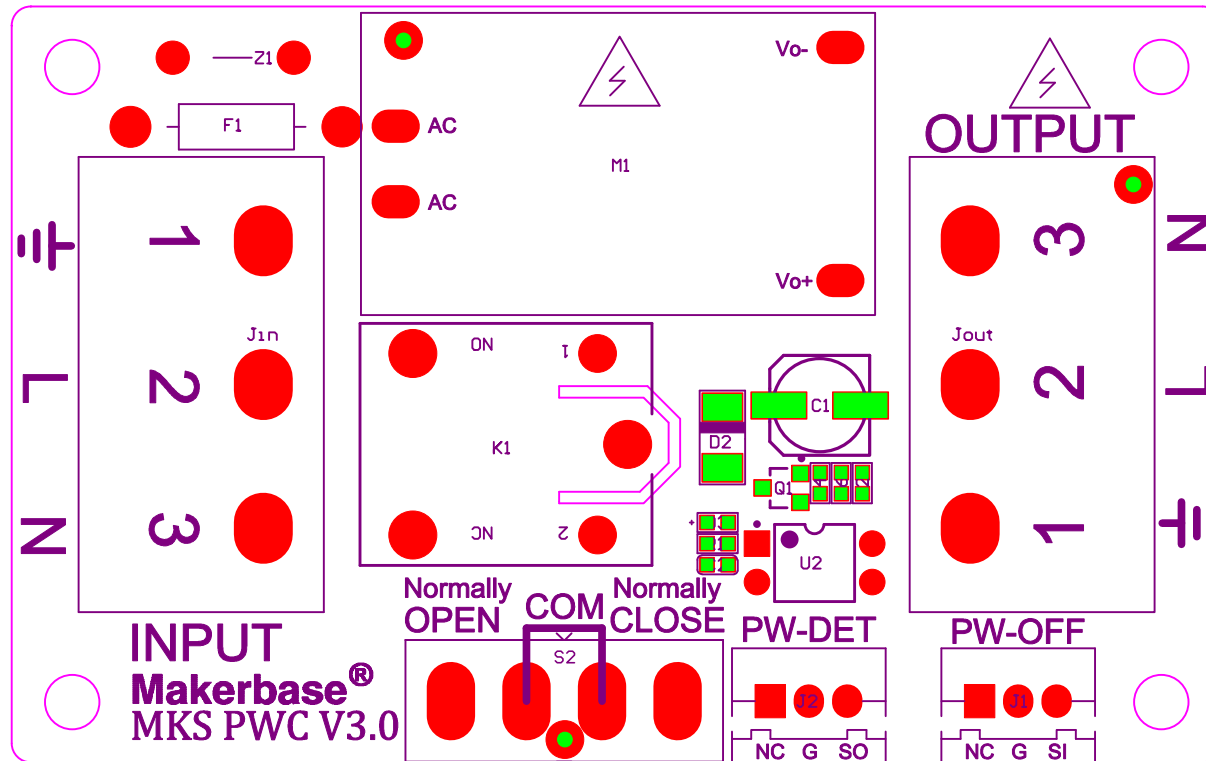 Z1
Vo-
F1
AC
OUTPUT
M1
AC
1
3
N
Vo+
Jin
Jout
NO
1
L
2
2
L
C1
D2
K1
Q1
N
3
NC
2
U2
1
Normally
OPEN
COM
Normally
CLOSE
PW-DET
PW-OFF
INPUT
S2
Makerbase®
MKS PWC V3.0
J2
J1
NC G SO
NC G SI